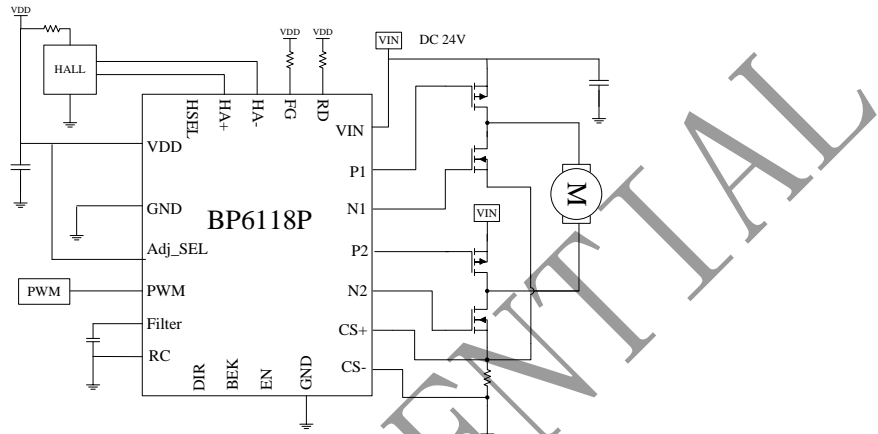 VDD
HALL
VDD
VDD
VIN
DC 24V
HSEL
HA+
HA-
FG
RD
VIN
VDD
P1
GND
N1
BP6118P
VIN
M
Adj_SEL
P2
PWM
PWM
N2
Filter
CS+
RC
CS-
DIR
BEK
EN
GND
ENTIAL